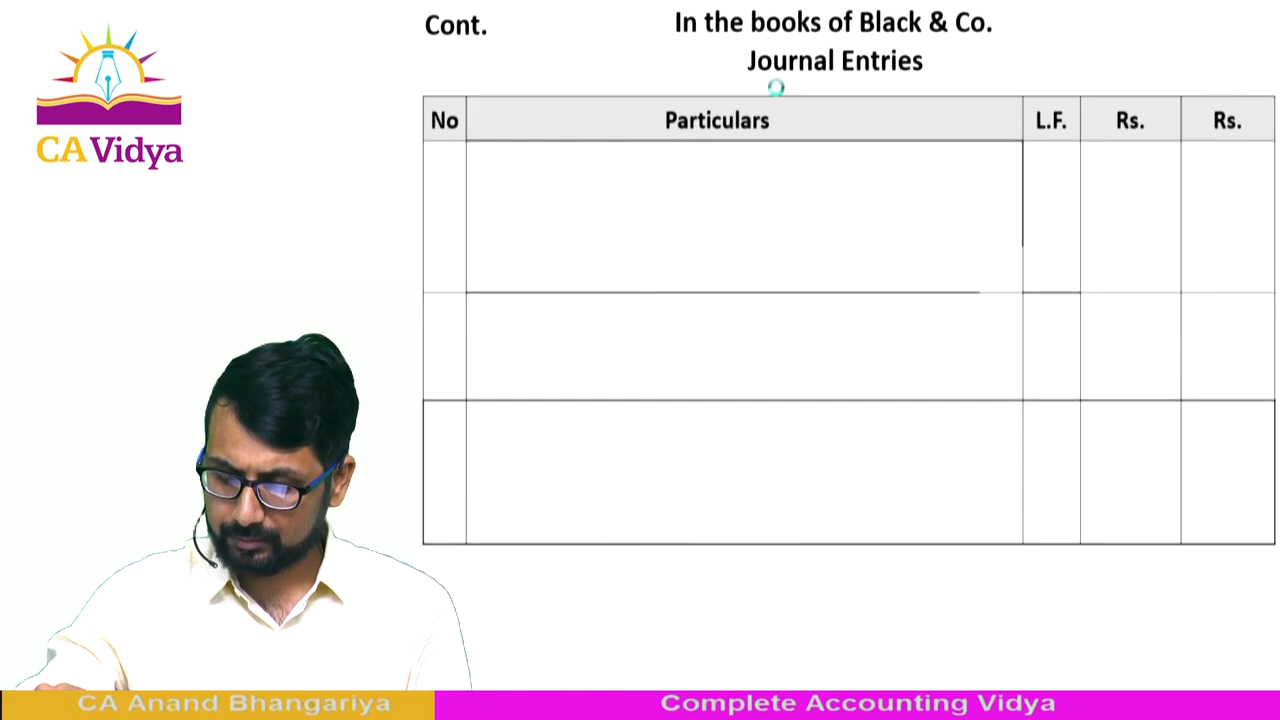 CA Vidya
Cont.
In the books of Black & Co.
Journal Entries
No Particulars L.F. Rs. Rs.
CA Anand Bhangariya
Complete Accounting Vidya